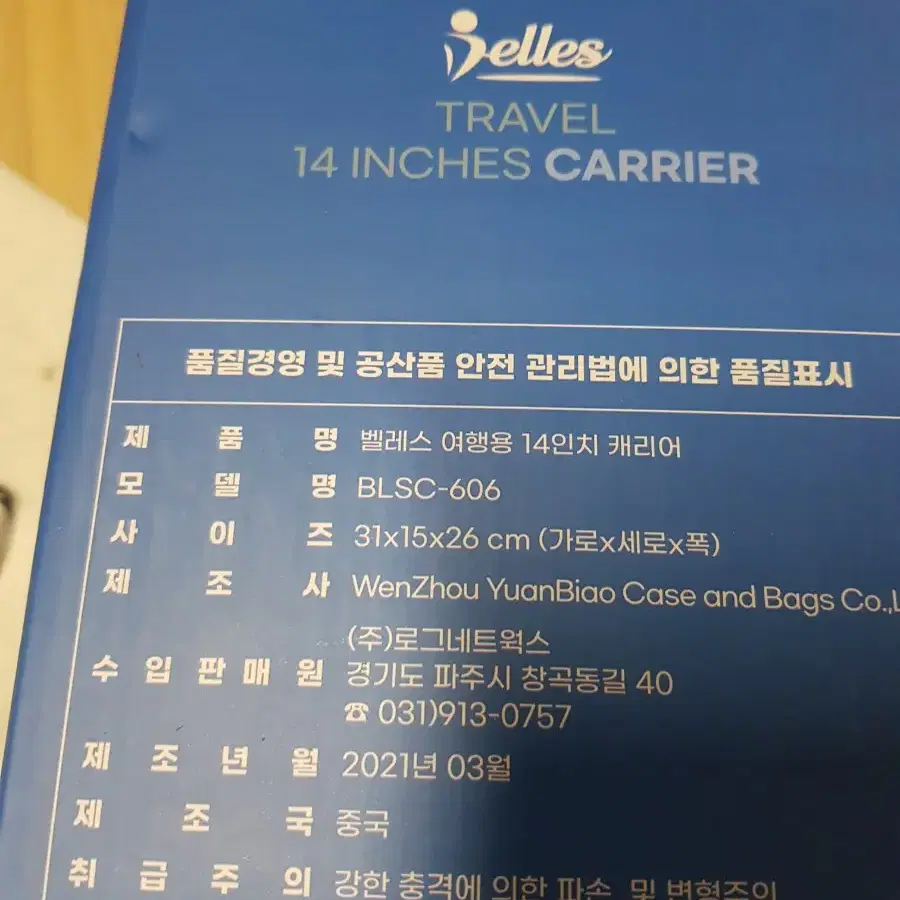 Belles
TRAVEL
14 INCHES CARRIER
품질경영 및 공산품 안전 관리법에 의한 품질표시
제 품 명 벨레스 여행용 14인치 캐리어
모 델 명 BLSC-606
사 이 즈 31x15x26 cm (가로x세로x폭)
제 조 사 WenZhou YuanBiao Case and Bags Co.,L
(주)로그네트웍스
수 입 판 매 원 경기도 파주시 창곡동길 40
☎ 031)913-0757
제 조 년 월 2021년 03월
제 조 국 중국
취 급 주 의 강한 충격에 의한 파손 및 변형주의